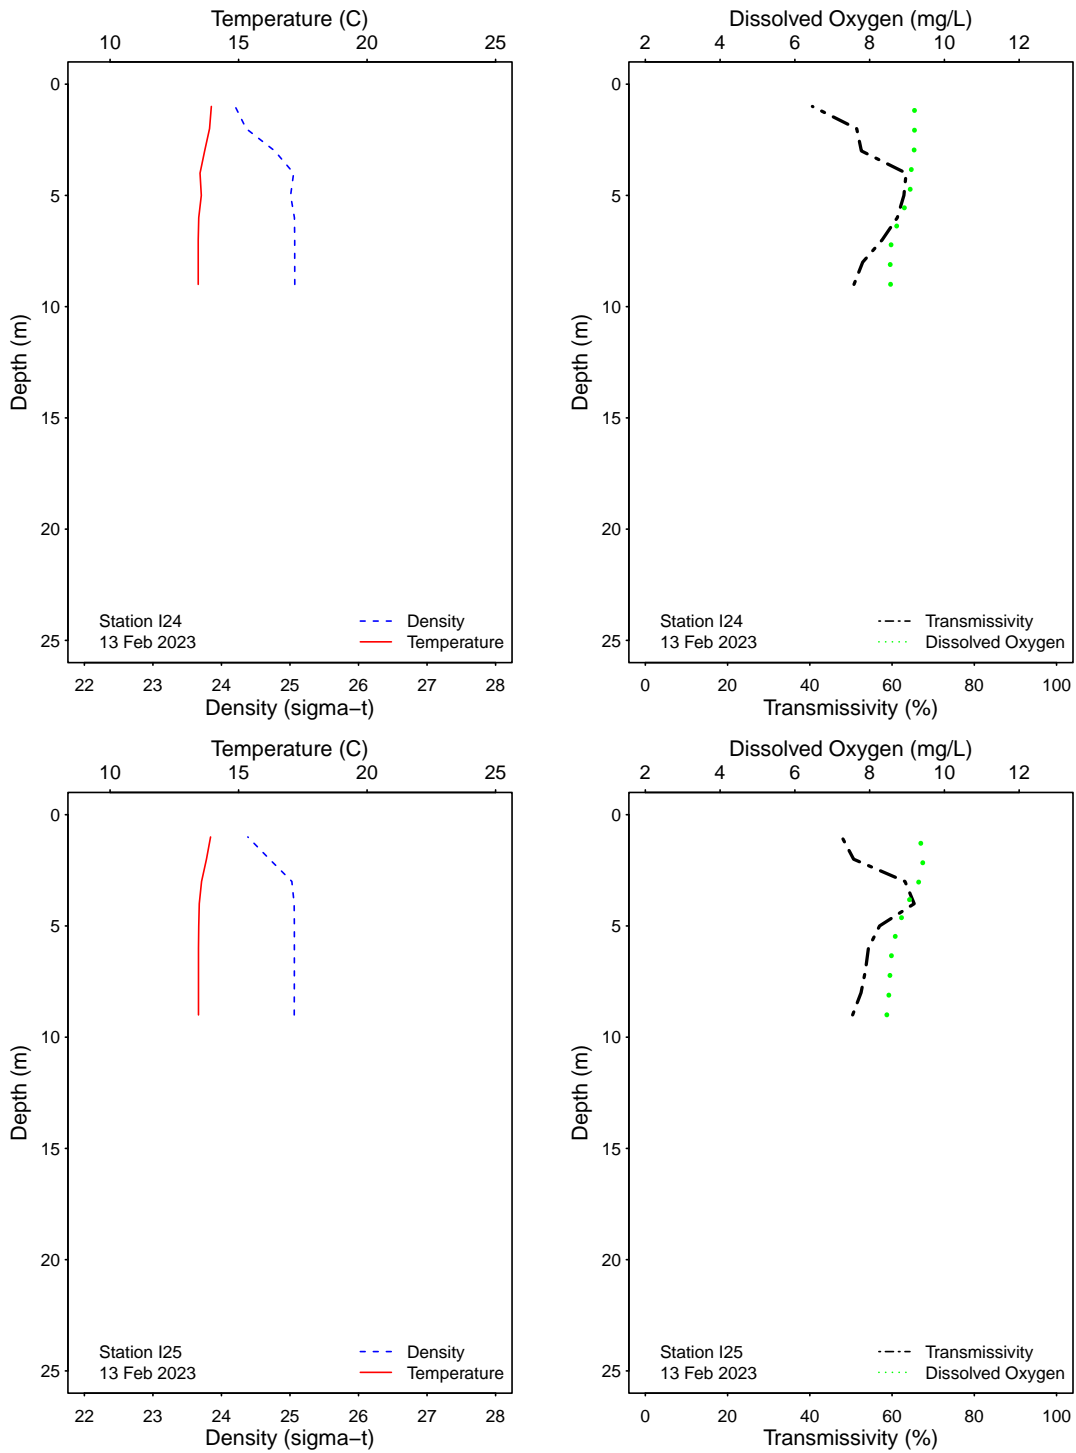 Temperature (C)
10 15 20 25
0
5
10
15
20
25
Depth (m)
Station I24
13 Feb 2023
Density
Temperature
22 23 24 25 26 27 28
Density (sigma−t)
Dissolved Oxygen (mg/L)
2 4 6 8 10 12
0
5
10
15
20
25
Depth (m)
Station I24
13 Feb 2023
Transmissivity
Dissolved Oxygen
0 20 40 60 80 100
Transmissivity (%)
Temperature (C)
10 15 20 25
0
5
10
15
20
25
Depth (m)
Station I25
13 Feb 2023
Density
Temperature
22 23 24 25 26 27 28
Density (sigma−t)
Dissolved Oxygen (mg/L)
2 4 6 8 10 12
0
5
10
15
20
25
Depth (m)
Station I25
13 Feb 2023
Transmissivity
Dissolved Oxygen
0 20 40 60 80 100
Transmissivity (%)